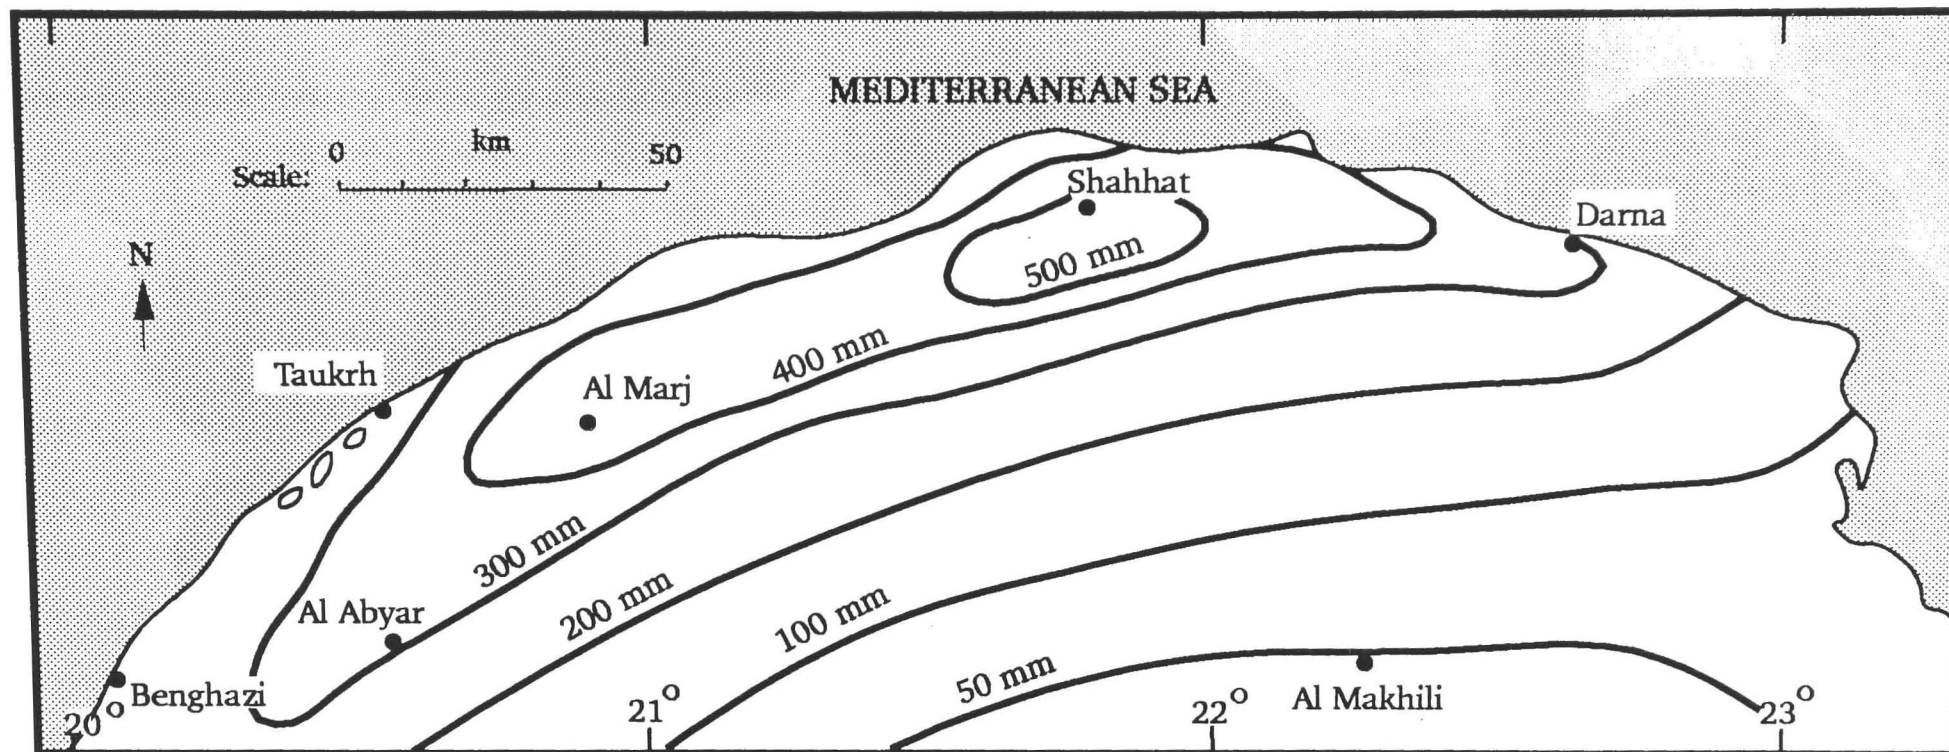 MEDITERRANEAN SEA
0 km 50
Scale:
Shahhat
Darna
N
500 mm
400 mm
Taukrh
Al Marj
300 mm
200 mm
100 mm
Al Abyar
50 mm
Benghazi
Al Makhili
20° 21° 22° 23°